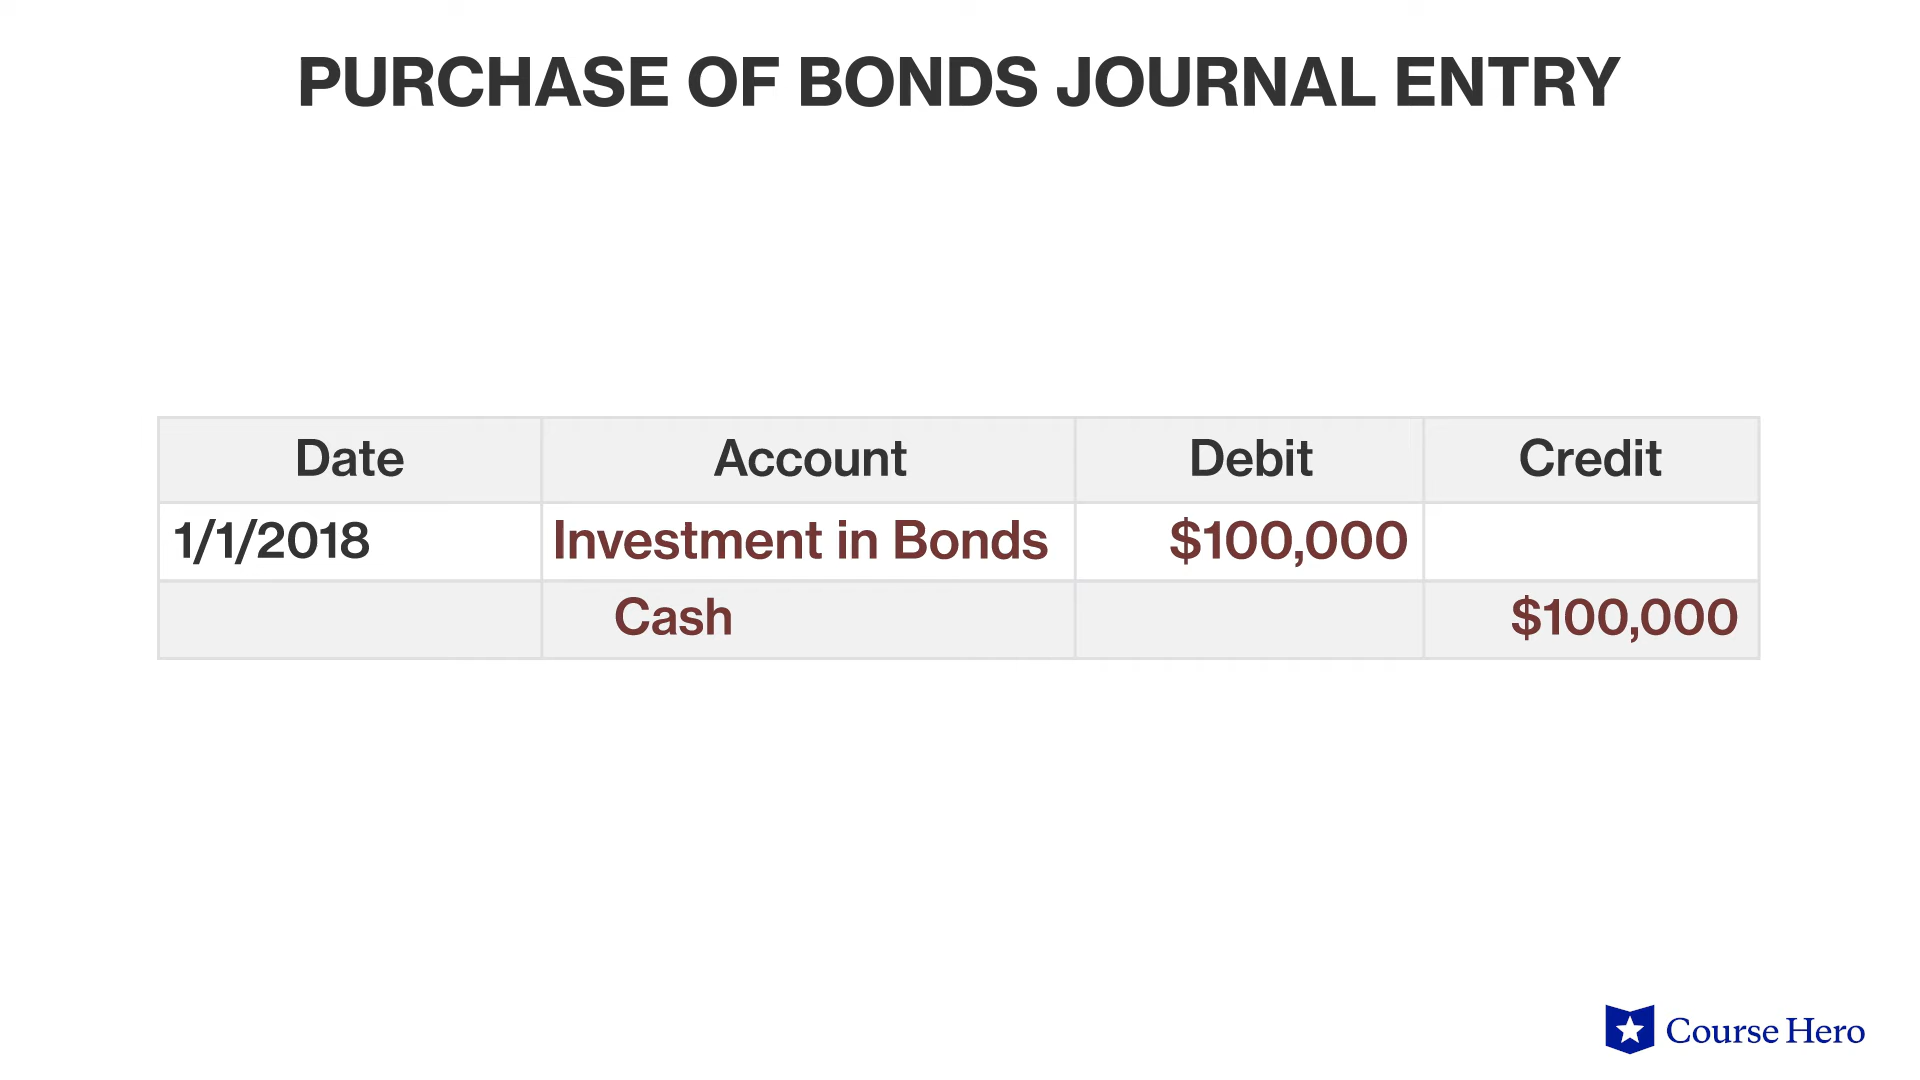 PURCHASE OF BONDS JOURNAL ENTRY
Date Account Debit Credit
1/1/2018 Investment in Bonds $100,000
Cash $100,000
Course Hero